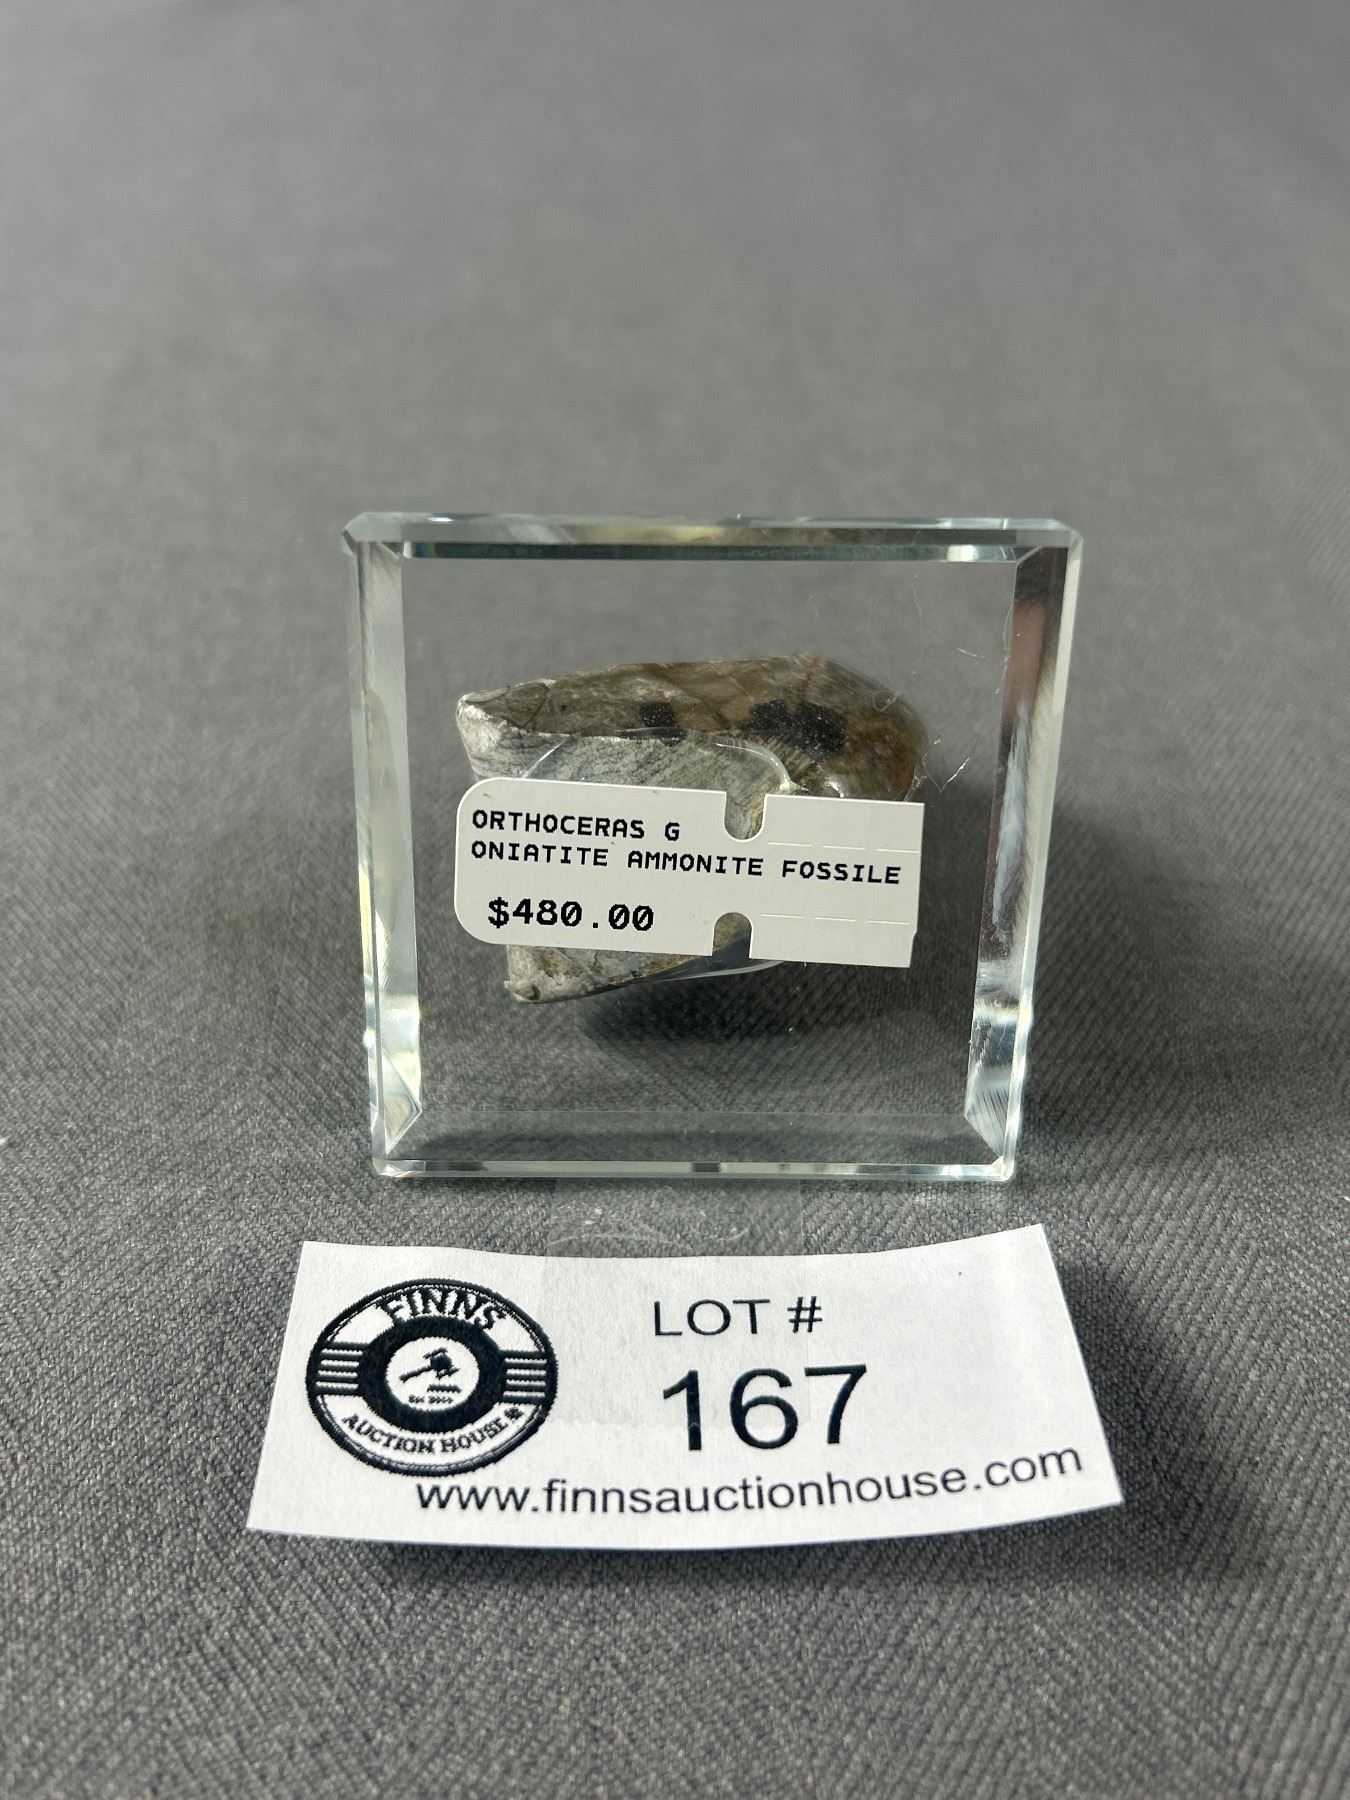 ORTHOCERAS G
ONIATITE AMMONITE FOSSILE
$480.00
FINNS
AUCTION HOUSE
LOT #
167
www.finnsauctionhouse.com